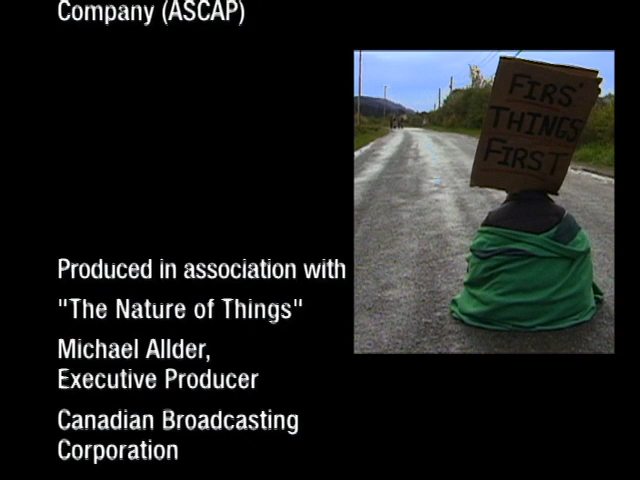 Company (ASCAP)
FIRS'
THINGS
FIRST
Produced in association with
"The Nature of Things"
Michael Allder,
Executive Producer
Canadian Broadcasting
Corporation